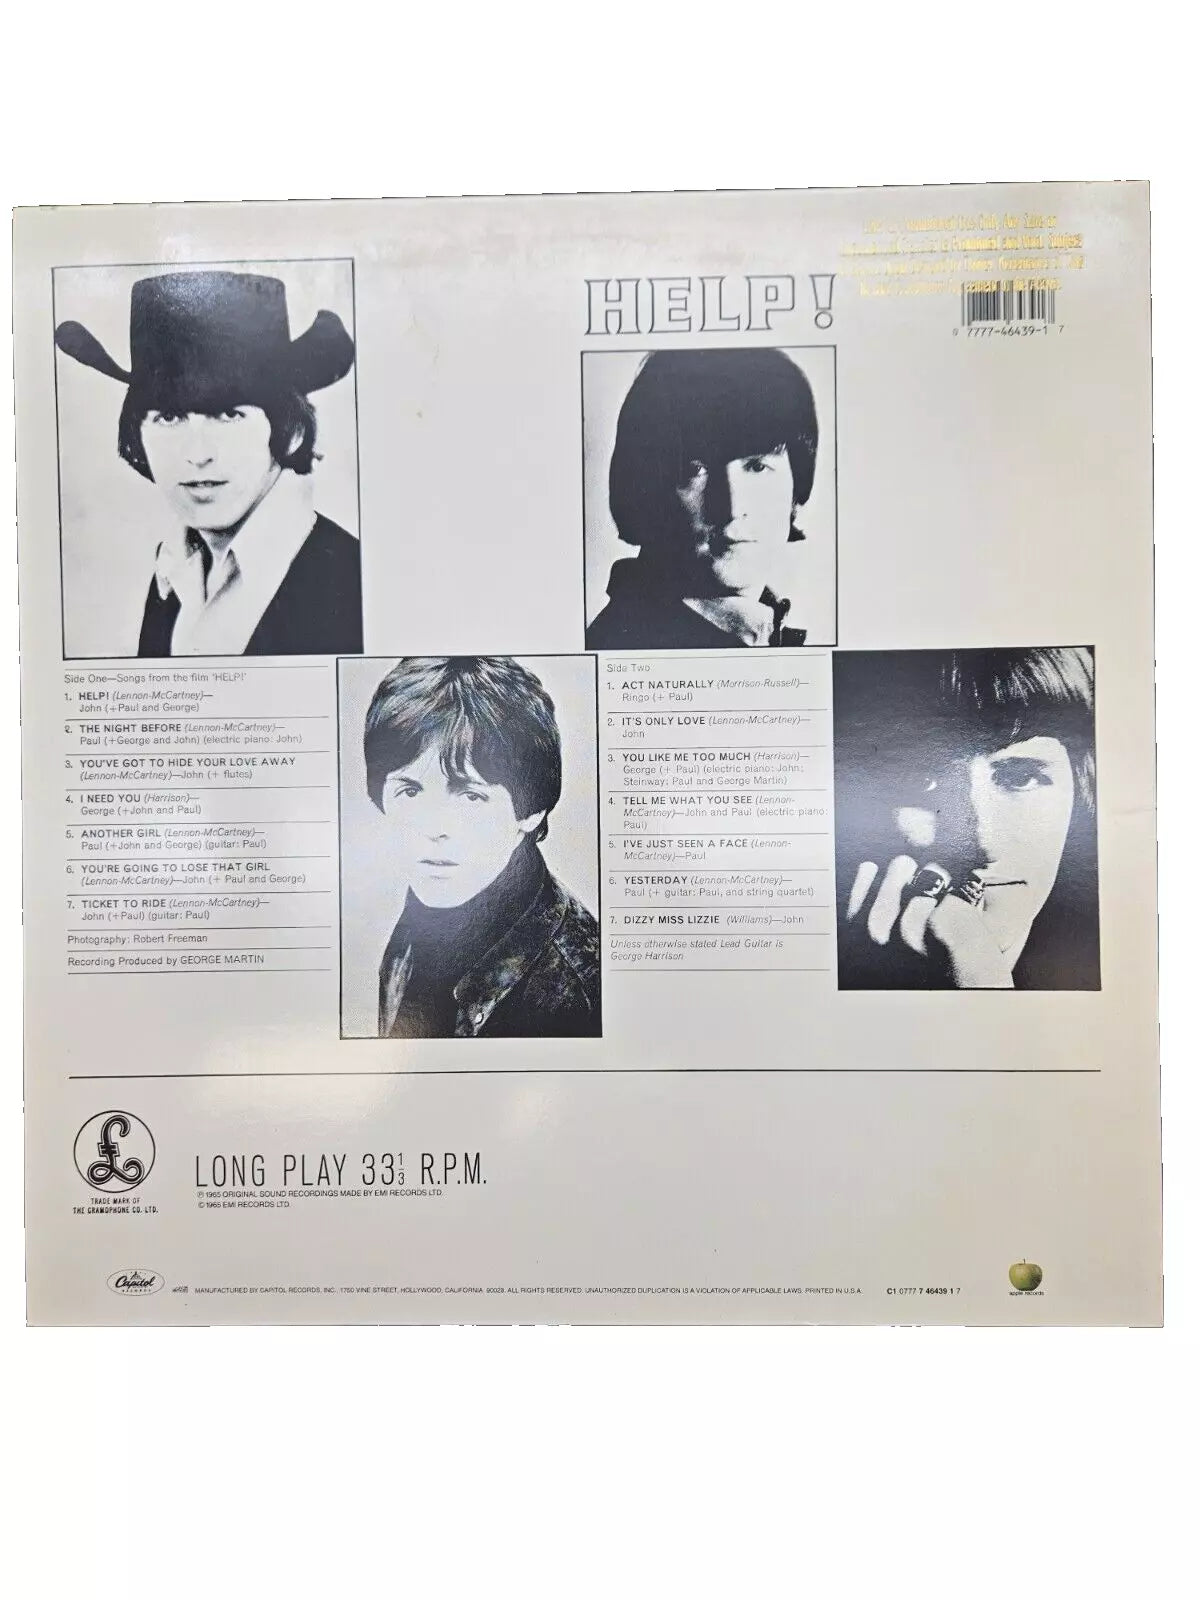 HELP!
7777-46439-1 7
Side One—Songs from the film 'HELP!'
1. HELP! (Lennon-McCartney)—
John (+Paul and George)
2. THE NIGHT BEFORE (Lennon-McCartney)—
Paul (+George and John) (electric piano: John)
3. YOU'VE GOT TO HIDE YOUR LOVE AWAY
(Lennon-McCartney)—John (+ flutes)
4. I NEED YOU (Harrison)—
George (+John and Paul)
5. ANOTHER GIRL (Lennon-McCartney)—
Paul (+John and George) (guitar: Paul)
6. YOU'RE GOING TO LOSE THAT GIRL
(Lennon-McCartney)—John (+ Paul and George)
7. TICKET TO RIDE (Lennon-McCartney)—
John (+Paul) (guitar: Paul)
Photography: Robert Freeman
Recording Produced by GEORGE MARTIN
Side Two
1. ACT NATURALLY (Morrison-Russell)—
Ringo (+ Paul)
2. IT'S ONLY LOVE (Lennon-McCartney)—
John
3. YOU LIKE ME TOO MUCH (Harrison)—
George (+ Paul) (electric piano: John;
Steinway: Paul and George Martin)
4. TELL ME WHAT YOU SEE (Lennon-
McCartney)—John and Paul (electric piano:
Paul)
5. I'VE JUST SEEN A FACE (Lennon-
McCartney)—Paul
6. YESTERDAY (Lennon-McCartney)—
Paul (+ guitar: Paul, and string quartet)
7. DIZZY MISS LIZZIE (Williams)—John
Unless otherwise stated Lead Guitar is
George Harrison
TRADE MARK OF
THE GRAMOPHONE CO. LTD.
LONG PLAY 33⅓ R.P.M.
℗ 1965 ORIGINAL SOUND RECORDINGS MADE BY EMI RECORDS LTD.
© 1965 EMI RECORDS LTD.
Capitol
RECORDS
MANUFACTURED BY CAPITOL RECORDS, INC. 1750 VINE STREET, HOLLYWOOD, CALIFORNIA 90028. ALL RIGHTS RESERVED. UNAUTHORIZED DUPLICATION IS A VIOLATION OF APPLICABLE LAWS. PRINTED IN U.S.A.
C1 0777 7 46439 1 7
apple records